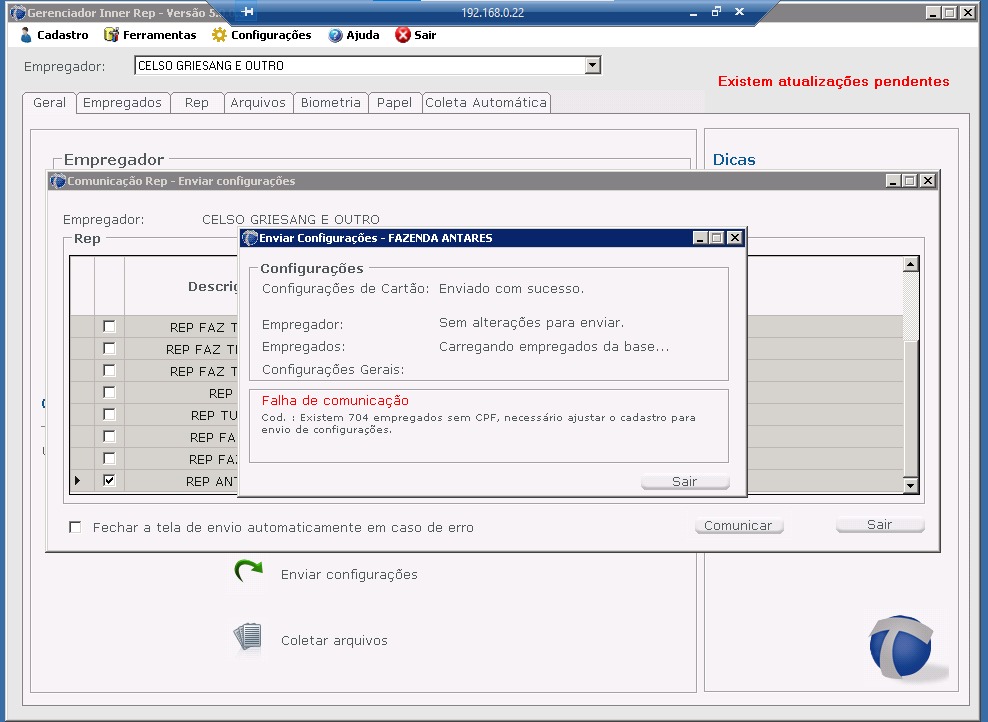 Gerenciador Inner Rep - Versão 5.
192.168.0.22
Cadastro Ferramentas Configurações Ajuda Sair
Empregador: CELSO GRIESANG E OUTRO
Existem atualizações pendentes
Geral Empregados Rep Arquivos Biometria Papel Coleta Automática
Empregador
Dicas
Comunicação Rep - Enviar configurações
Empregador: CELSO GRIESANG E OUTRO
Rep
Enviar Configurações - FAZENDA ANTARES
Configurações
Configurações de Cartão: Enviado com sucesso.
Empregador: Sem alterações para enviar.
Empregados: Carregando empregados da base...
Configurações Gerais:
Falha de comunicação
Cod. : Existem 704 empregados sem CPF, necessário ajustar o cadastro para
envio de configurações.
Sair
REP FAZ T
REP FAZ
REP FAZ T
REP
REP TU
REP FA
REP FAZ
REP ANT
Fechar a tela de envio automaticamente em caso de erro
Comunicar
Sair
Enviar configurações
Coletar arquivos